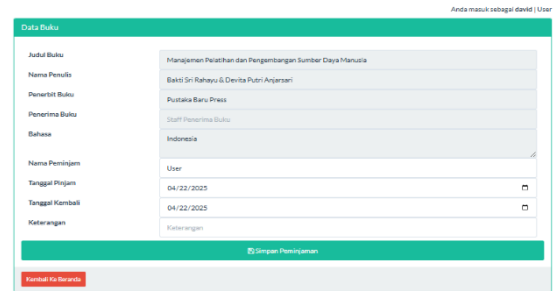 Anda masuk sebagai david | User
Data Buku
Judul Buku
Manajemen Pelatihan dan Pengembangan Sumber Daya Manusia
Nama Penulis
Bakti Sri Rahayu & Devita Putri Anjarsari
Penerbit Buku
Pustaka Baru Press
Penerima Buku
Staff Penerima Buku
Bahasa
Indonesia
Nama Peminjam
User
Tanggal Pinjam
04/22/2025
Tanggal Kembali
04/22/2025
Keterangan
Keterangan
Simpan Peminjaman
Kembali Ke Beranda